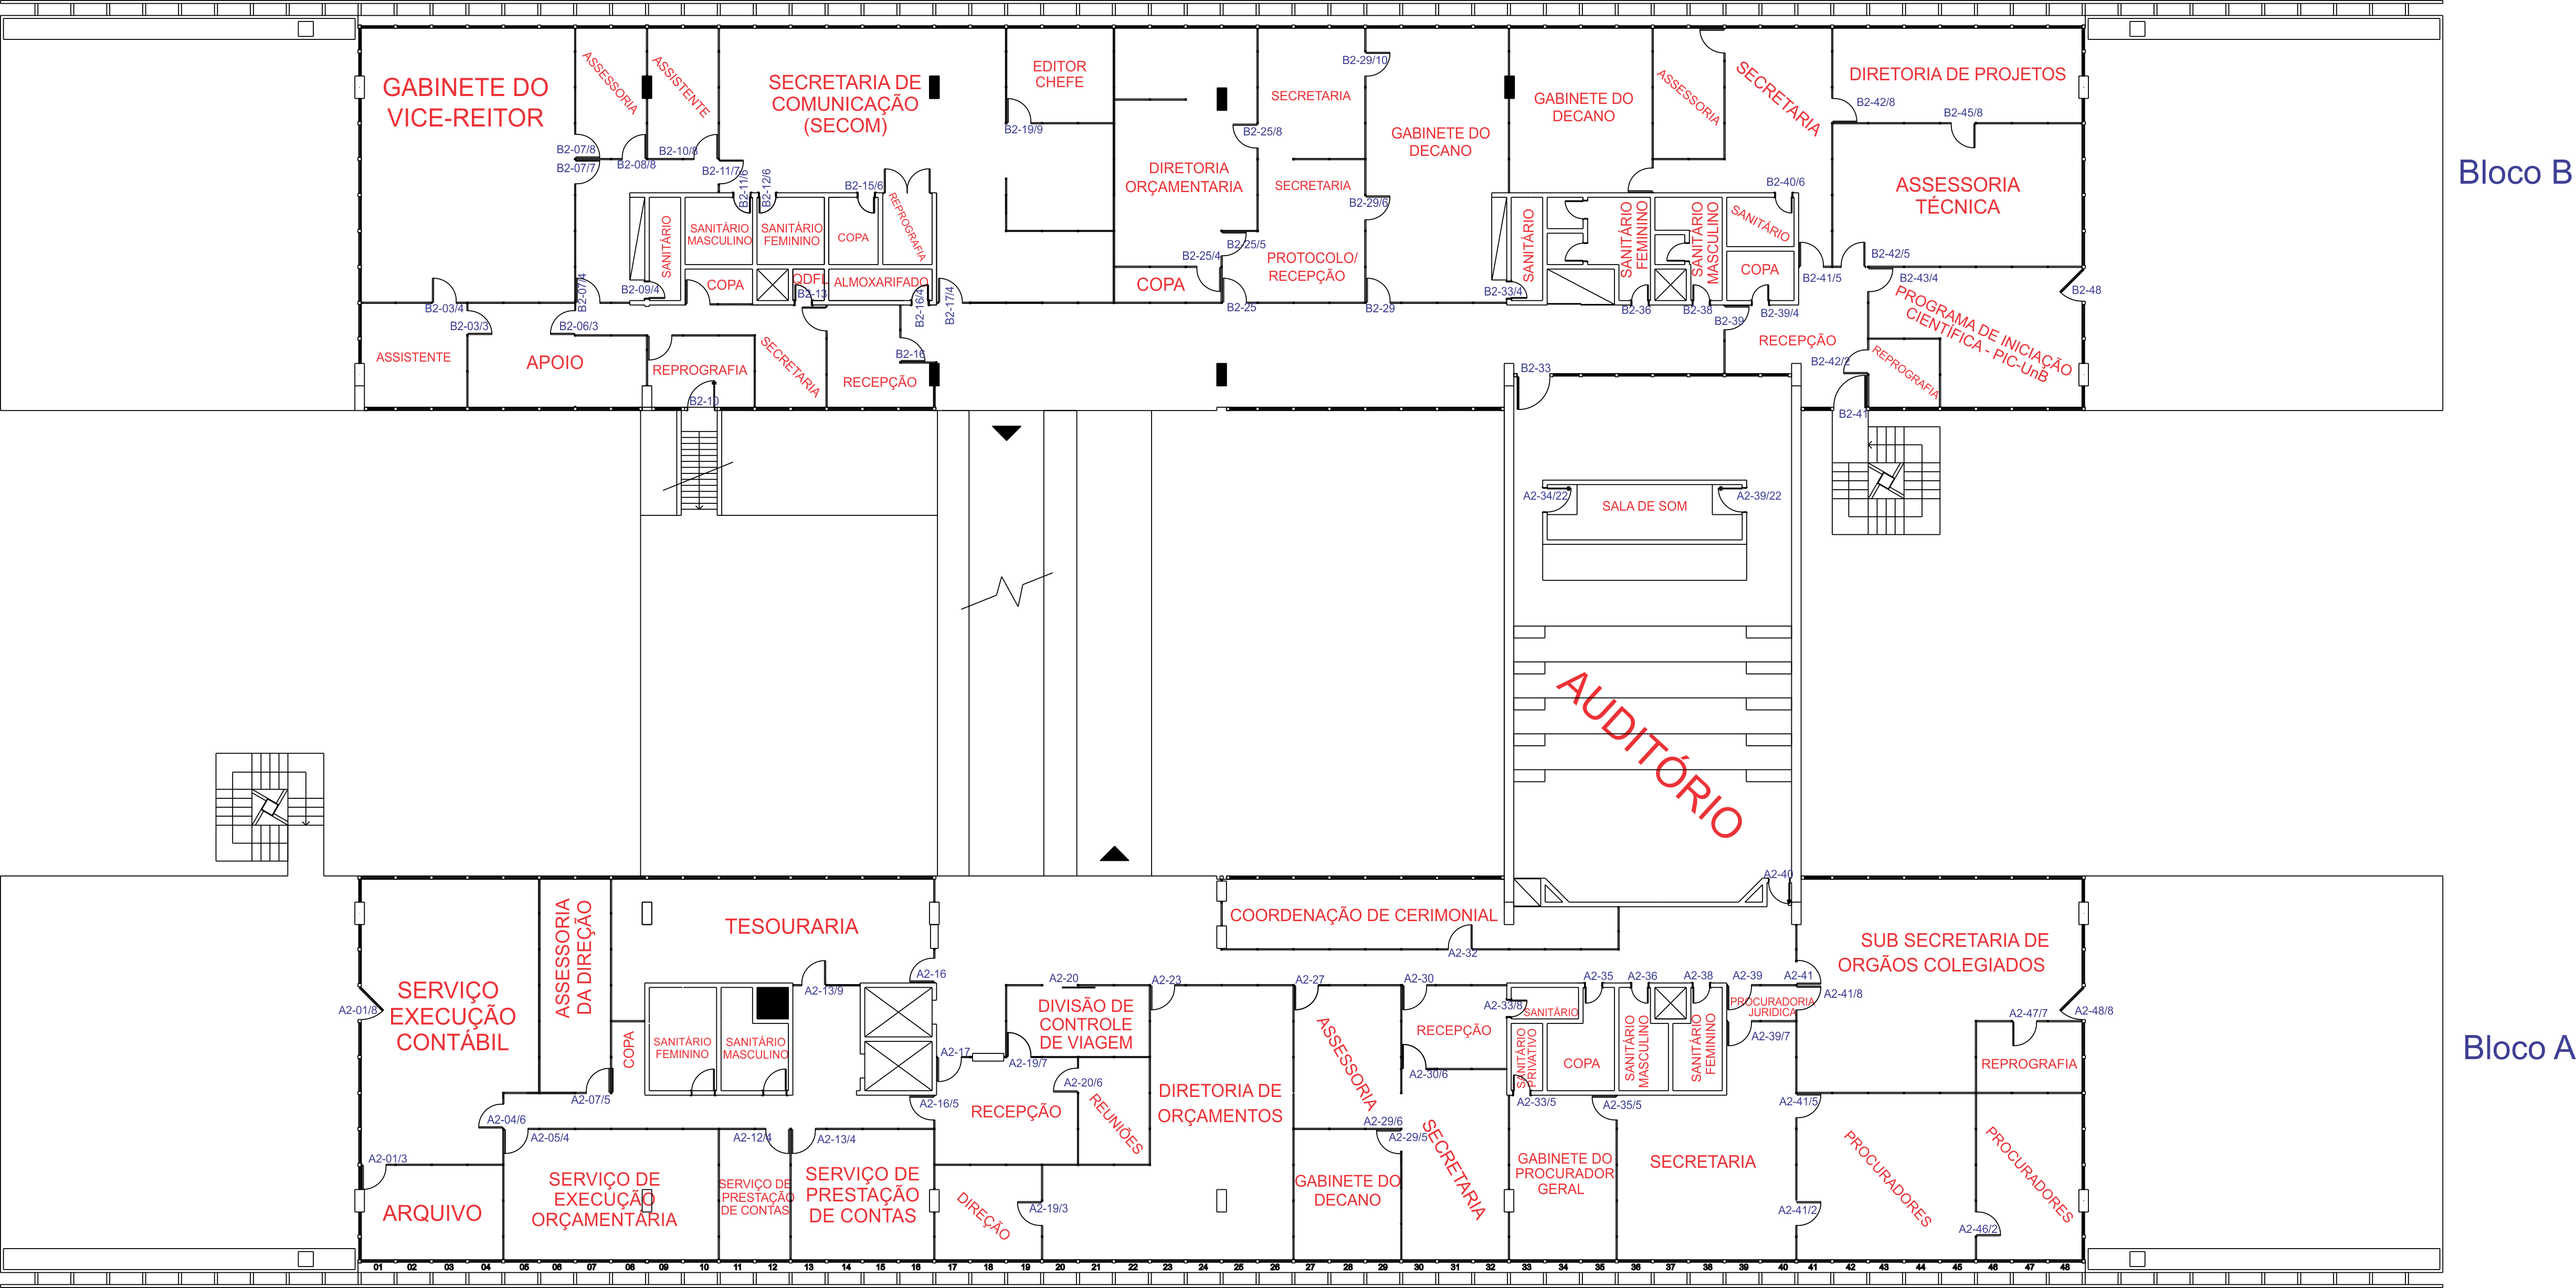 GABINETE DO
VICE-REITOR
ASSESSORIA
ASSISTENTE
SECRETARIA DE
COMUNICAÇÃO
(SECOM)
EDITOR
CHEFE
B2-19/9
DIRETORIA
ORÇAMENTARIA
SECRETARIA
SECRETARIA
PROTOCOLO/
RECEPÇÃO
B2-29/10
GABINETE DO
DECANO
GABINETE DO
DECANO
ASSESSORIA
SECRETARIA
DIRETORIA DE PROJETOS
B2-42/8
B2-45/8
ASSESSORIA
TÉCNICA
Bloco B
B2-07/8
B2-07/7
B2-08/8
B2-10/8
B2-11/7
B2-11/6
B2-12/6
B2-15/6
B2-25/8
B2-29/6
B2-40/6
SANITÁRIO
SANITÁRIO
MASCULINO
SANITÁRIO
FEMININO
COPA
REPROGRAFIA
COPA
QDFL
B2-13
ALMOXARIFADO
B2-07/4
B2-09/4
B2-16/4
B2-17/4
COPA
B2-25/4
B2-25/5
B2-25
B2-29
B2-33/4
SANITÁRIO
SANITÁRIO
FEMININO
SANITÁRIO
MASCULINO
SANITÁRIO
COPA
B2-36
B2-38
B2-39
B2-39/4
B2-41/5
B2-42/5
B2-43/4
B2-48
B2-03/4
B2-03/3
B2-06/3
ASSISTENTE
APOIO
REPROGRAFIA
SECRETARIA
B2-16
RECEPÇÃO
B2-10
B2-33
RECEPÇÃO
B2-42/2
B2-41
REPROGRAFIA
PROGRAMA DE INICIAÇÃO
CIENTÍFICA - PIC-UnB
A2-34/22
SALA DE SOM
A2-39/22
AUDITÓRIO
A2-40
SERVIÇO
EXECUÇÃO
CONTÁBIL
A2-01/8
ASSESSORIA
DA DIREÇÃO
TESOURARIA
A2-13/9
A2-16
COPA
SANITÁRIO
FEMININO
SANITÁRIO
MASCULINO
A2-07/5
A2-04/6
A2-05/4
A2-12/4
A2-13/4
A2-16/5
A2-17
A2-01/3
ARQUIVO
SERVIÇO DE
EXECUÇÃO
ORÇAMENTÁRIA
SERVIÇO DE
PRESTAÇÃO
DE CONTAS
SERVIÇO DE
PRESTAÇÃO
DE CONTAS
A2-20
DIVISÃO DE
CONTROLE
DE VIAGEM
A2-19/7
A2-20/6
RECEPÇÃO
REUNIÕES
DIREÇÃO
A2-19/3
A2-23
DIRETORIA DE
ORÇAMENTOS
COORDENAÇÃO DE CERIMONIAL
A2-32
A2-27
ASSESSORIA
A2-29/6
A2-29/5
GABINETE DO
DECANO
A2-30
RECEPÇÃO
A2-30/6
SECRETARIA
A2-33/8
SANITÁRIO
SANITÁRIO
PRIVATIVO
COPA
A2-33/5
A2-35
A2-36
A2-38
A2-39
SANITÁRIO
MASCULINO
SANITÁRIO
FEMININO
PROCURADORIA
JURIDICA
A2-39/7
A2-35/5
GABINETE DO
PROCURADOR
GERAL
SECRETARIA
A2-41
A2-41/8
SUB SECRETARIA DE
ORGÃOS COLEGIADOS
A2-47/7
A2-48/8
REPROGRAFIA
Bloco A
A2-41/5
PROCURADORES
PROCURADORES
A2-41/2
A2-46/2
01 02 03 04 05 06 07 08 09 10 11 12 13 14 15 16 17 18 19 20 21 22 23 24 25 26 27 28 29 30 31 32 33 34 35 36 37 38 39 40 41 42 43 44 45 46 47 48